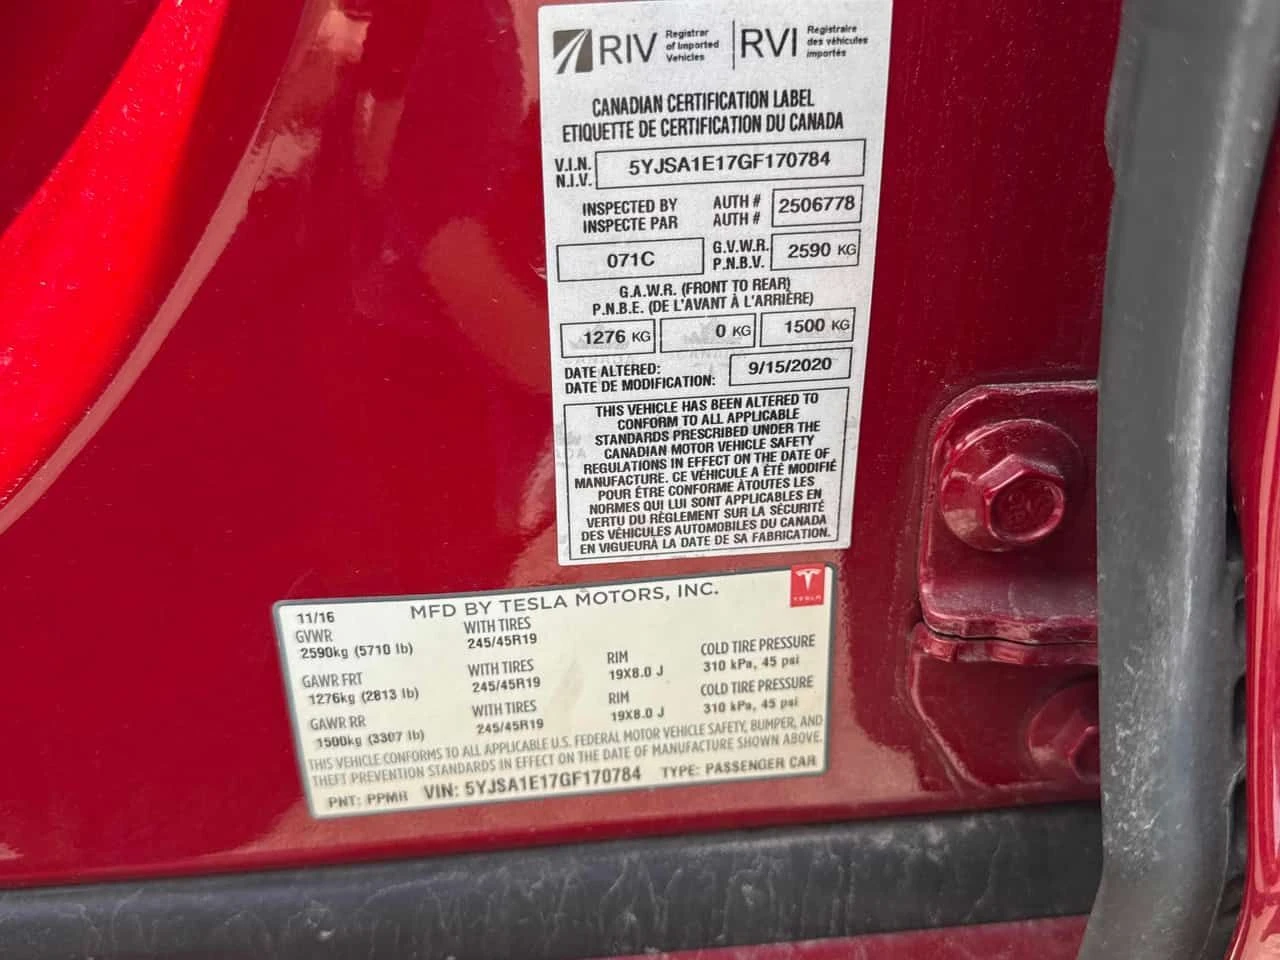 RIV Registrar of Imported Vehicles | RVI Registraire des véhicules importés
CANADIAN CERTIFICATION LABEL
ETIQUETTE DE CERTIFICATION DU CANADA
V.I.N. 5YJSA1E17GF170784
N.I.V.
INSPECTED BY AUTH # 2506778
INSPECTE PAR AUTH #
071C G.V.W.R. 2590 KG
P.N.B.V.
G.A.W.R. (FRONT TO REAR)
P.N.B.E. (DE L'AVANT À L'ARRIÈRE)
1276 KG 0 KG 1500 KG
DATE ALTERED: 9/15/2020
DATE DE MODIFICATION:
THIS VEHICLE HAS BEEN ALTERED TO
CONFORM TO ALL APPLICABLE
STANDARDS PRESCRIBED UNDER THE
CANADIAN MOTOR VEHICLE SAFETY
REGULATIONS IN EFFECT ON THE DATE OF
MANUFACTURE. CE VÉHICULE A ÉTÉ MODIFIÉ
POUR ÊTRE CONFORME ÀTOUTES LES
NORMES QUI LUI SONT APPLICABLES EN
VERTU DU RÈGLEMENT SUR LA SÉCURITÉ
DES VÉHICULES AUTOMOBILES DU CANADA
EN VIGUEURÀ LA DATE DE SA FABRICATION.
11/16 MFD BY TESLA MOTORS, INC. TESLA
GVWR WITH TIRES
2590kg (5710 lb) 245/45R19
GAWR FRT WITH TIRES RIM COLD TIRE PRESSURE
1276kg (2813 lb) 245/45R19 19X8.0 J 310 kPa, 45 psi
GAWR RR WITH TIRES RIM COLD TIRE PRESSURE
1500kg (3307 lb) 245/45R19 19X8.0 J 310 kPa, 45 psi
THIS VEHICLE CONFORMS TO ALL APPLICABLE U.S. FEDERAL MOTOR VEHICLE SAFETY, BUMPER, AND
THEFT PREVENTION STANDARDS IN EFFECT ON THE DATE OF MANUFACTURE SHOWN ABOVE.
PNT: PPMR VIN: 5YJSA1E17GF170784 TYPE: PASSENGER CAR